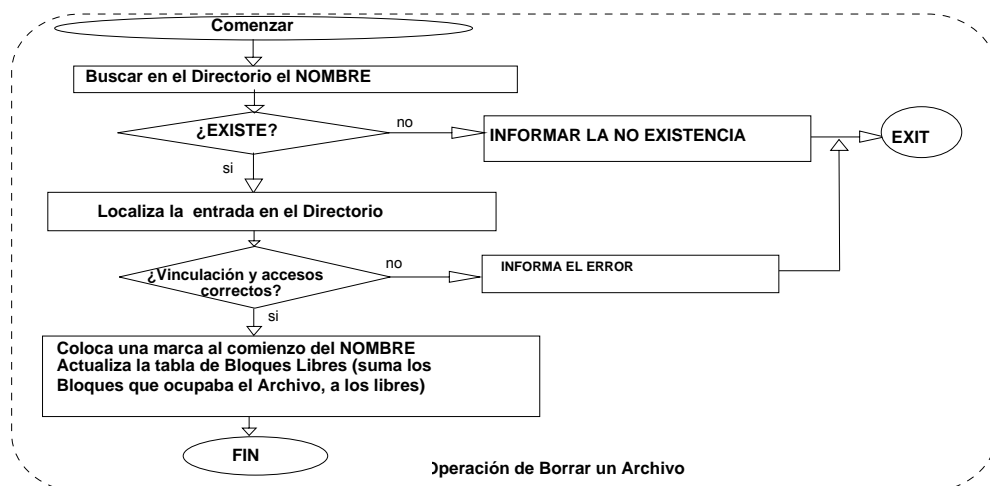 Comenzar
Buscar en el Directorio el NOMBRE
¿EXISTE?
no
INFORMAR LA NO EXISTENCIA
EXIT
si
Localiza la entrada en el Directorio
¿Vinculación y accesos
correctos?
no
INFORMA EL ERROR
si
Coloca una marca al comienzo del NOMBRE
Actualiza la tabla de Bloques Libres (suma los
Bloques que ocupaba el Archivo, a los libres)
FIN
Operación de Borrar un Archivo